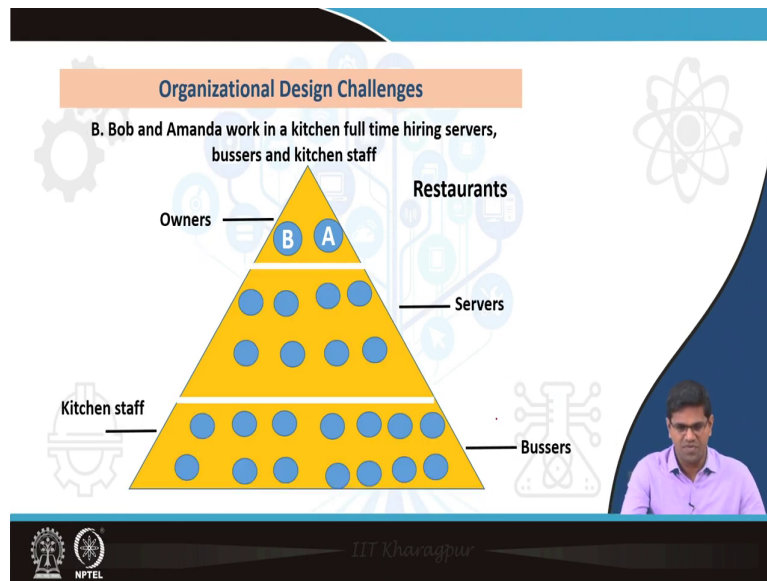 Organizational Design Challenges
B. Bob and Amanda work in a kitchen full time hiring servers,
bussers and kitchen staff
Restaurants
Owners
B A
Servers
Kitchen staff
Bussers
IIT Kharagpur
NPTEL